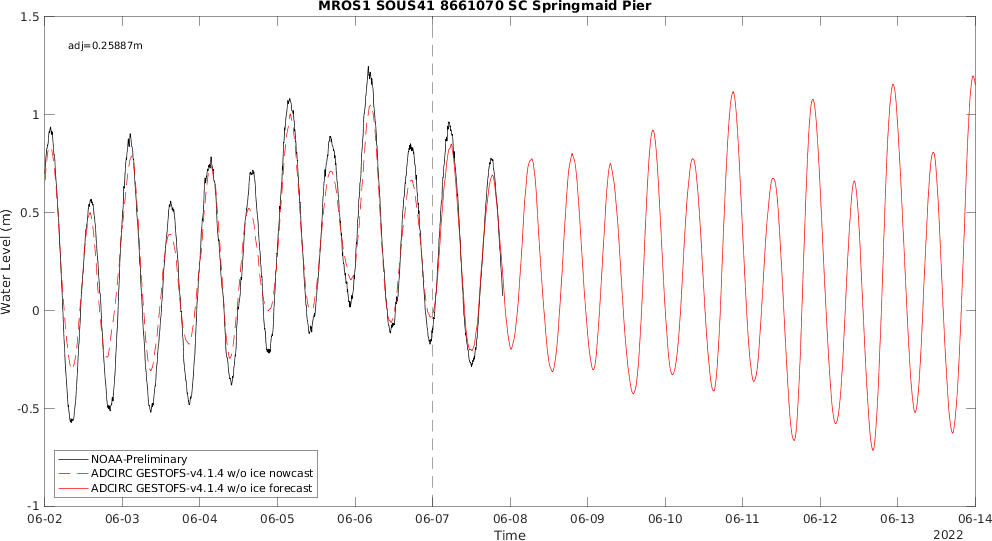 MROS1 SOUS41 8661070 SC Springmaid Pier
adj=0.25887m
Water Level (m)
1.5
1
0.5
0
-0.5
-1
NOAA-Preliminary
ADCIRC GESTOFS-v4.1.4 w/o ice nowcast
ADCIRC GESTOFS-v4.1.4 w/o ice forecast
06-02 06-03 06-04 06-05 06-06 06-07 06-08 06-09 06-10 06-11 06-12 06-13 06-14
Time
2022